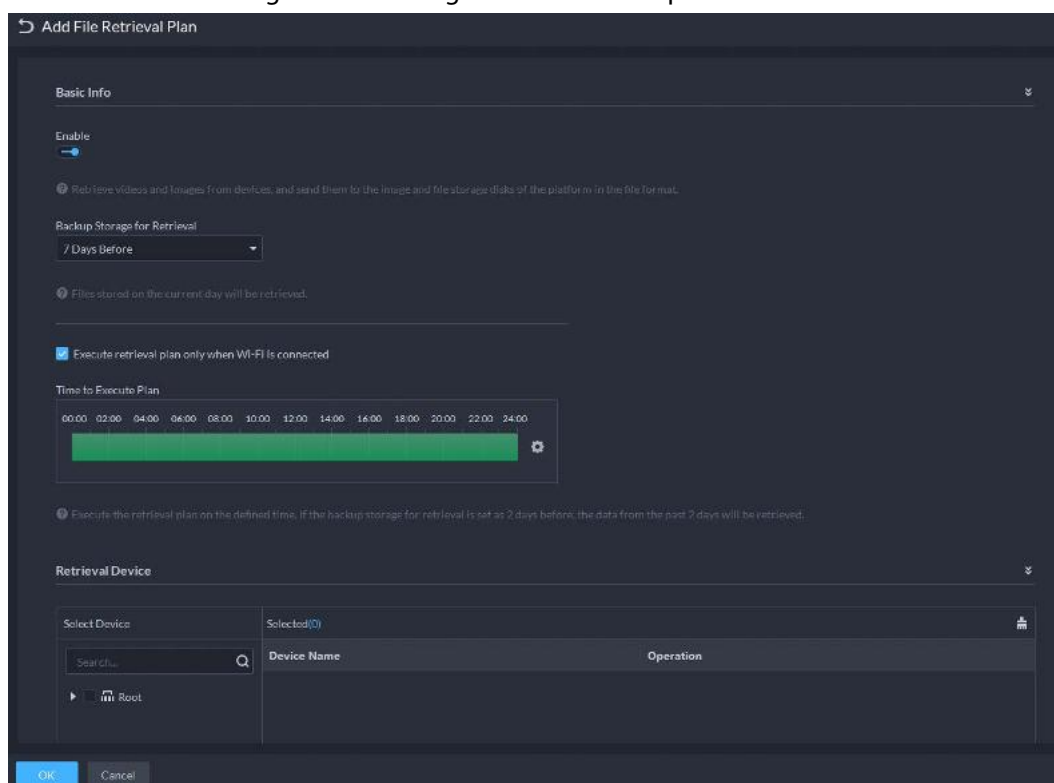 Add File Retrieval Plan
Basic Info
Enable
Retrieve videos and images from devices, and send them to the image and file storage disks of the platform in the file format.
Backup Storage for Retrieval
7 Days Before
Files stored on the current day will be retrieved.
Execute retrieval plan only when Wi-Fi is connected
Time to Execute Plan
00:00 02:00 04:00 06:00 08:00 10:00 12:00 14:00 16:00 18:00 20:00 22:00 24:00
Execute the retrieval plan on the defined time. If the backup storage for retrieval is set as 2 days before, the data from the past 2 days will be retrieved.
Retrieval Device
Select Device Selected(0)
Search... Device Name Operation
Root
OK Cancel